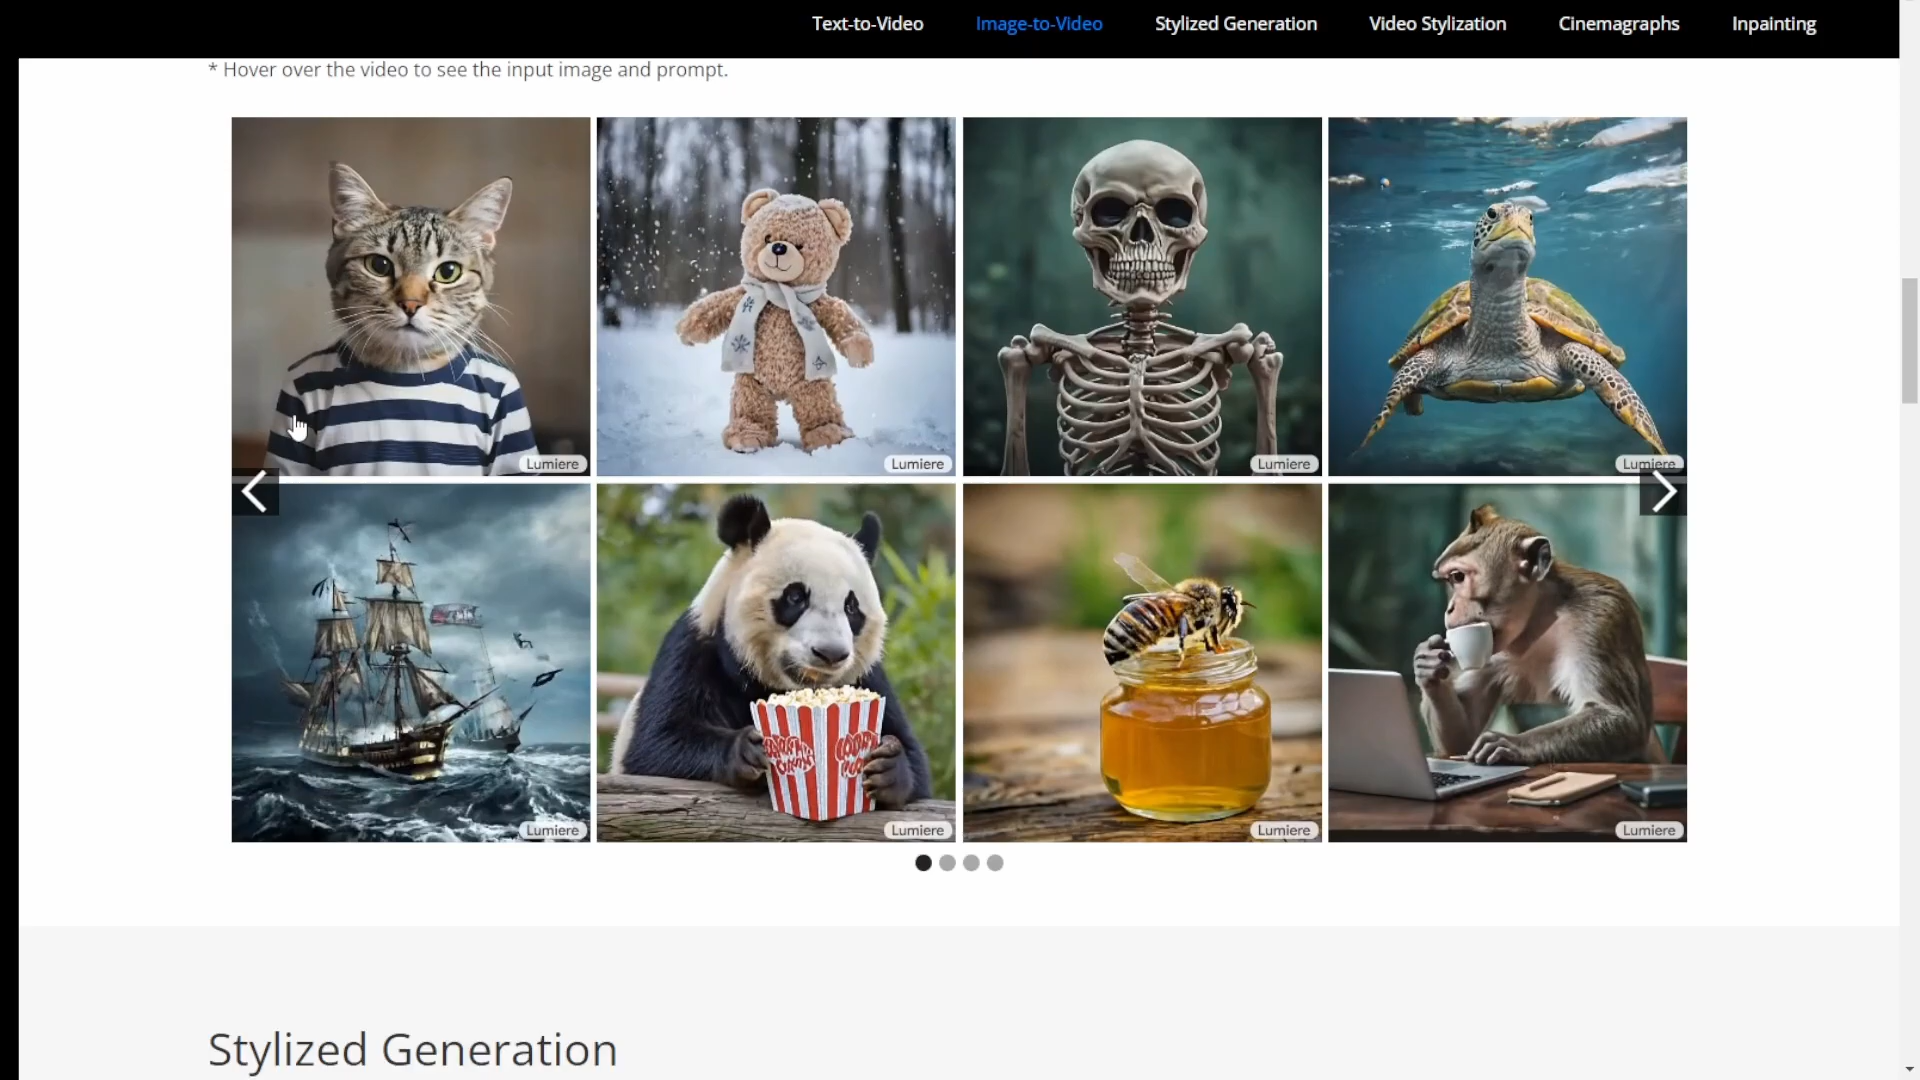 Text-to-Video Image-to-Video Stylized Generation Video Stylization Cinemagraphs Inpainting
* Hover over the video to see the input image and prompt.
Lumiere Lumiere Lumiere Lumiere
Lumiere Lumiere Lumiere Lumiere
Stylized Generation